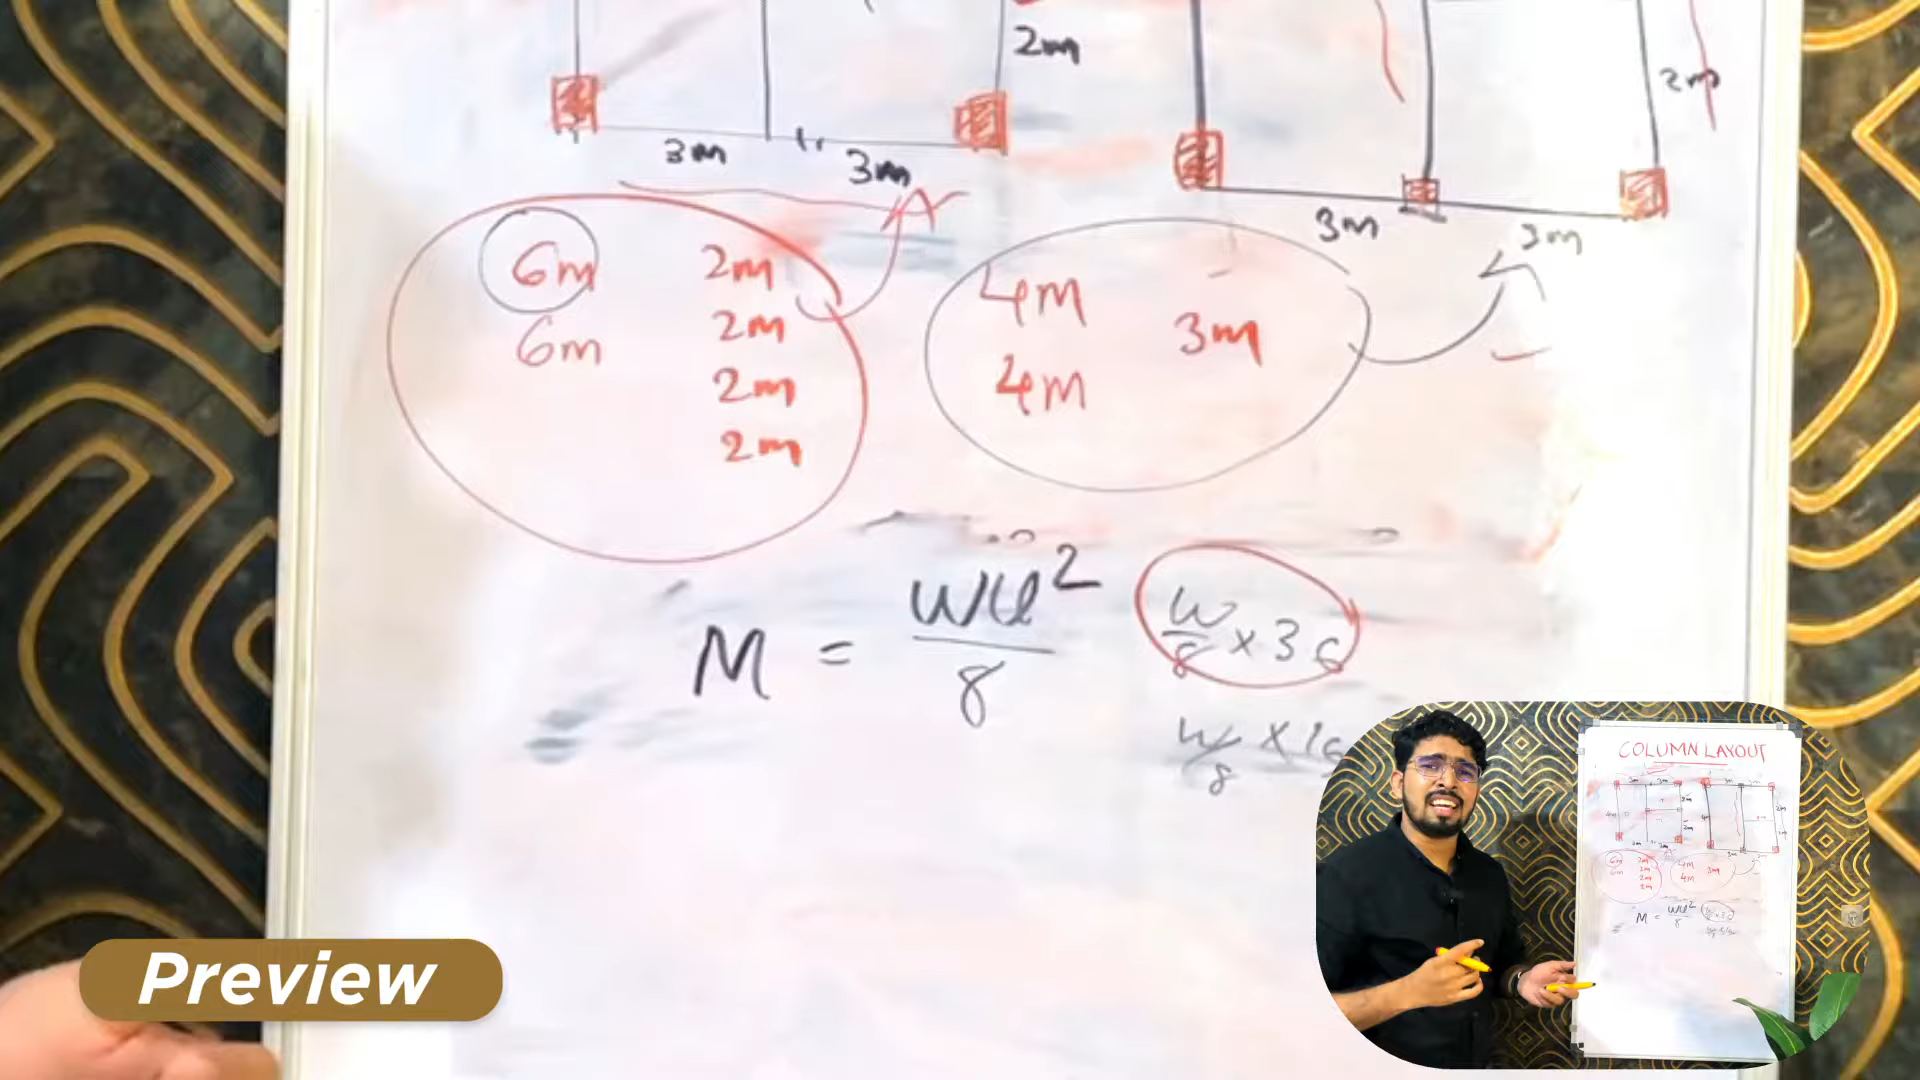 2m
2m
3m
3m
3m
3m
6m 2m
6m 2m
2m
2m
4m
4m
3m
M = wl²/8
w/8 × 36
w/8 × 16
Preview
COLUMN LAYOUT